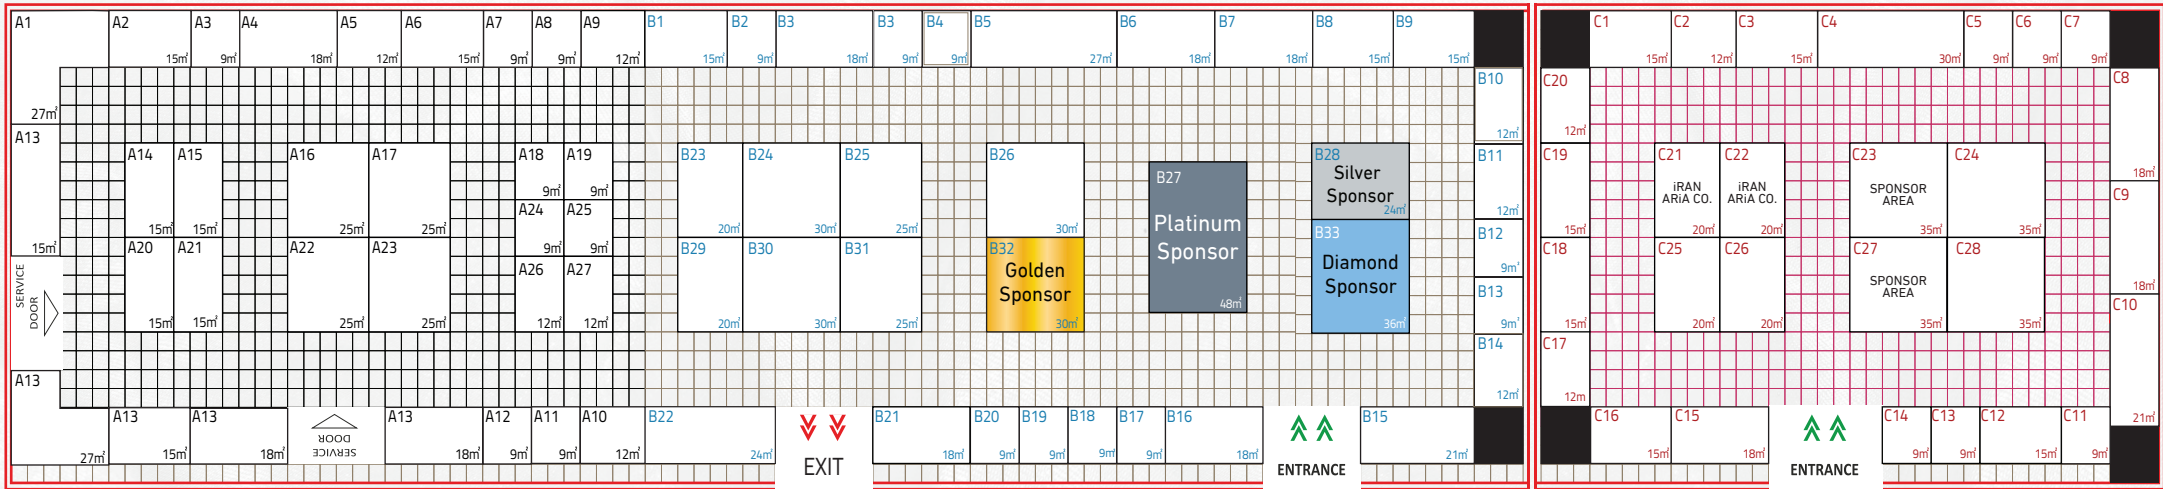 A1
27m²
A2
15m²
A3
9m²
A4
18m²
A5
12m²
A6
15m²
A7
9m²
A8
9m²
A9
12m²
B1
15m²
B2
9m²
B3
18m²
B3
9m²
B4
9m²
B5
27m²
B6
18m²
B7
18m²
B8
15m²
B9
15m²
C1
15m²
C2
12m²
C3
15m²
C4
30m²
C5
9m²
C6
9m²
C7
9m²
A13
15m²
A14
15m²
A15
15m²
A16
25m²
A17
25m²
A18
9m²
A19
9m²
A24
9m²
A25
9m²
A20
15m²
A21
15m²
A22
25m²
A23
25m²
A26
12m²
A27
12m²
SERVICE
DOOR
B23
20m²
B24
30m²
B25
25m²
B26
30m²
B29
20m²
B30
30m²
B31
25m²
B32
Golden
Sponsor
30m²
B27
Platinum
Sponsor
48m²
B28
Silver
Sponsor
24m²
B33
Diamond
Sponsor
36m²
B10
12m²
B11
12m²
B12
9m²
B13
9m²
B14
12m²
C20
12m²
C19
15m²
C18
15m²
C17
12m
C21
iRAN
ARiA CO.
20m²
C22
iRAN
ARiA CO.
20m²
C23
SPONSOR
AREA
35m²
C24
35m²
C25
20m²
C26
20m²
C27
SPONSOR
AREA
35m²
C28
35m²
C8
18m²
C9
18m²
C10
21m²
A13
27m²
A13
15m²
A13
18m²
SERVICE
DOOR
A13
18m²
A12
9m²
A11
9m²
A10
12m²
B22
24m²
EXIT
B21
18m²
B20
9m²
B19
9m²
B18
9m²
B17
9m²
B16
18m²
ENTRANCE
B15
21m²
C16
15m²
C15
18m²
ENTRANCE
C14
9m²
C13
9m²
C12
15m²
C11
9m²